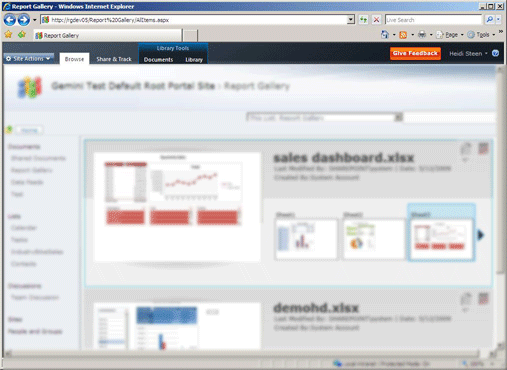 Report Gallery - Windows Internet Explorer
http://rgdev05/Report%20Gallery/AllItems.aspx
Live Search
Report Gallery
Page
Tools
Library Tools
Site Actions
Browse
Share & Track
Documents
Library
Give Feedback
Heidi Steen
Gemini Test Default Root Portal Site : Report Gallery
This List: Report Gallery
Home
Documents
Shared Documents
Report Gallery
Data Feeds
Test
Lists
Calendar
Tasks
Contacts
Discussions
Team Discussion
Sites
People and Groups
sales dashboard.xlsx
Last Modified By: SHAREPOINT\system | Date: 5/12/2009
Created By: System Account
Sheet1
Sheet2
Sheet3
demohd.xlsx
Last Modified By: SHAREPOINT\system | Date: 5/12/2009
Created By: System Account
Local intranet | Protected Mode: On